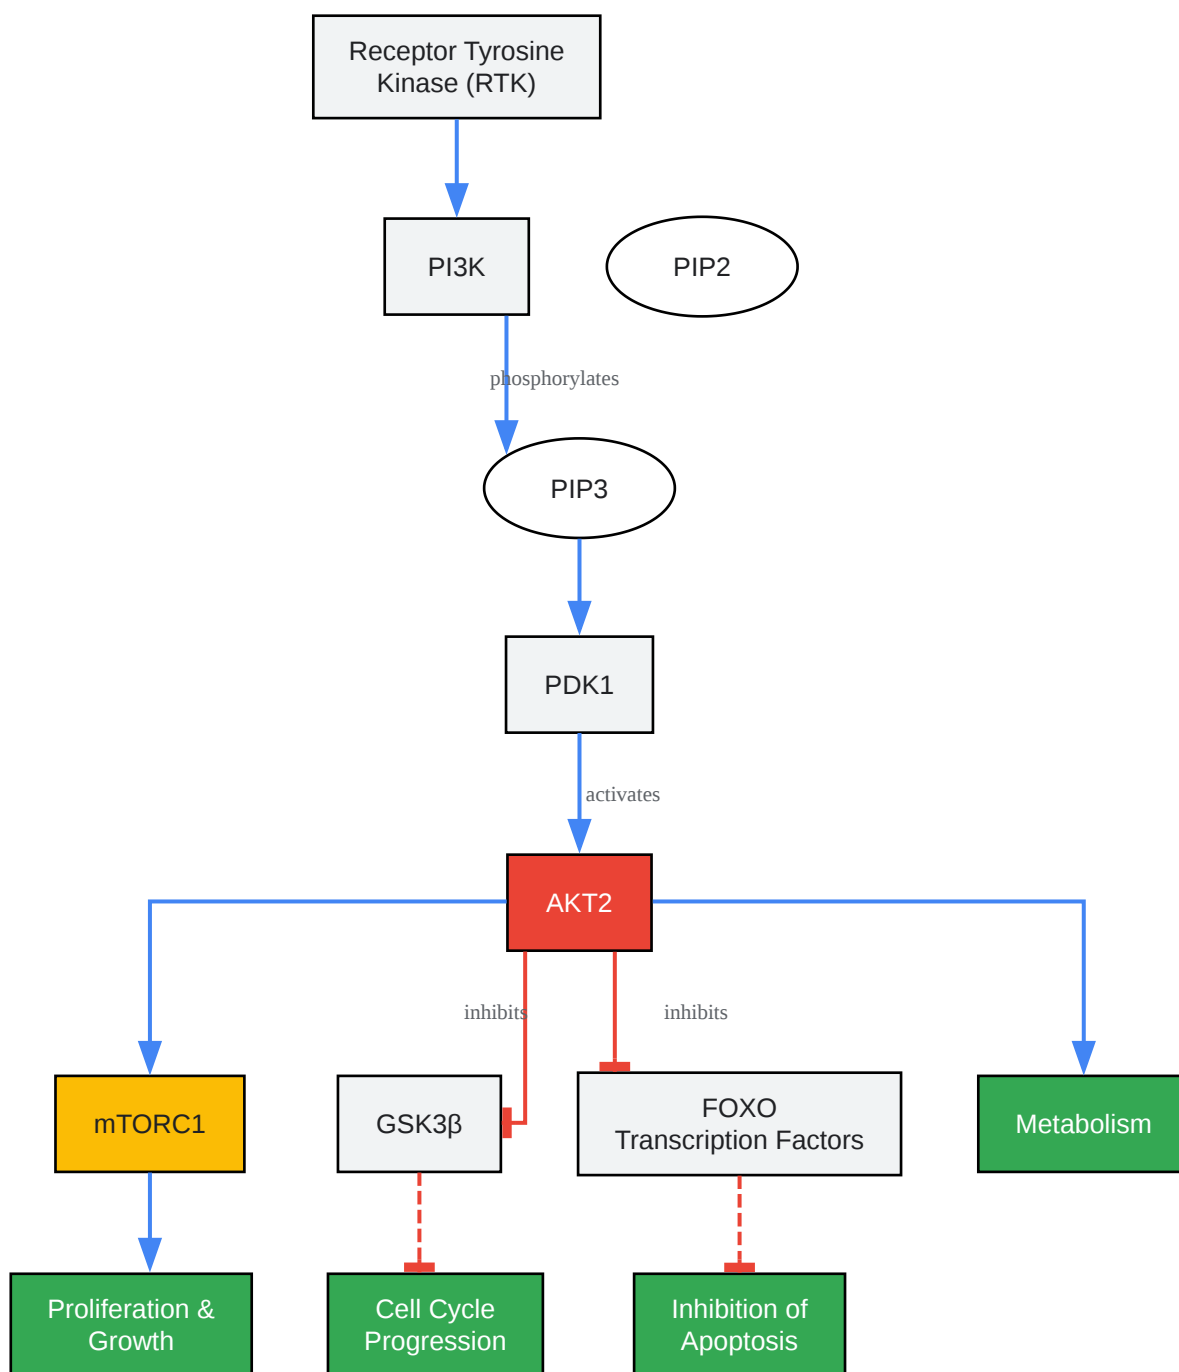 Receptor Tyrosine
Kinase (RTK)
PI3K
PIP2
phosphorylates
PIP3
PDK1
activates
AKT2
inhibits
inhibits
mTORC1
GSK3β
FOXO
Transcription Factors
Metabolism
Proliferation &
Growth
Cell Cycle
Progression
Inhibition of
Apoptosis